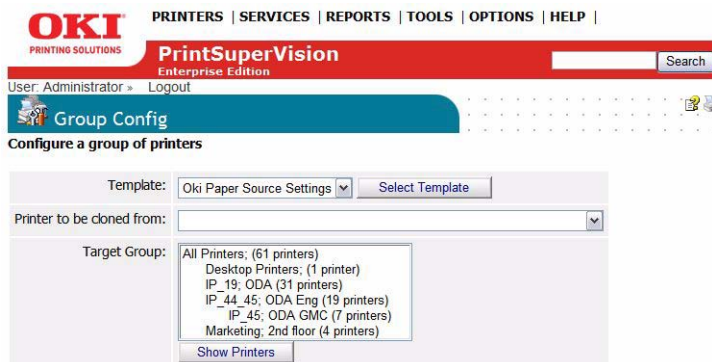 OKI
PRINTING SOLUTIONS
PRINTERS | SERVICES | REPORTS | TOOLS | OPTIONS | HELP |
PrintSuperVision
Enterprise Edition
Search
User: Administrator » Logout
Group Config
Configure a group of printers
Template: Oki Paper Source Settings Select Template
Printer to be cloned from:
Target Group: All Printers; (61 printers)
Desktop Printers; (1 printer)
IP_19; ODA (31 printers)
IP_44_45; ODA Eng (19 printers)
IP_45; ODA GMC (7 printers)
Marketing; 2nd floor (4 printers)
Show Printers